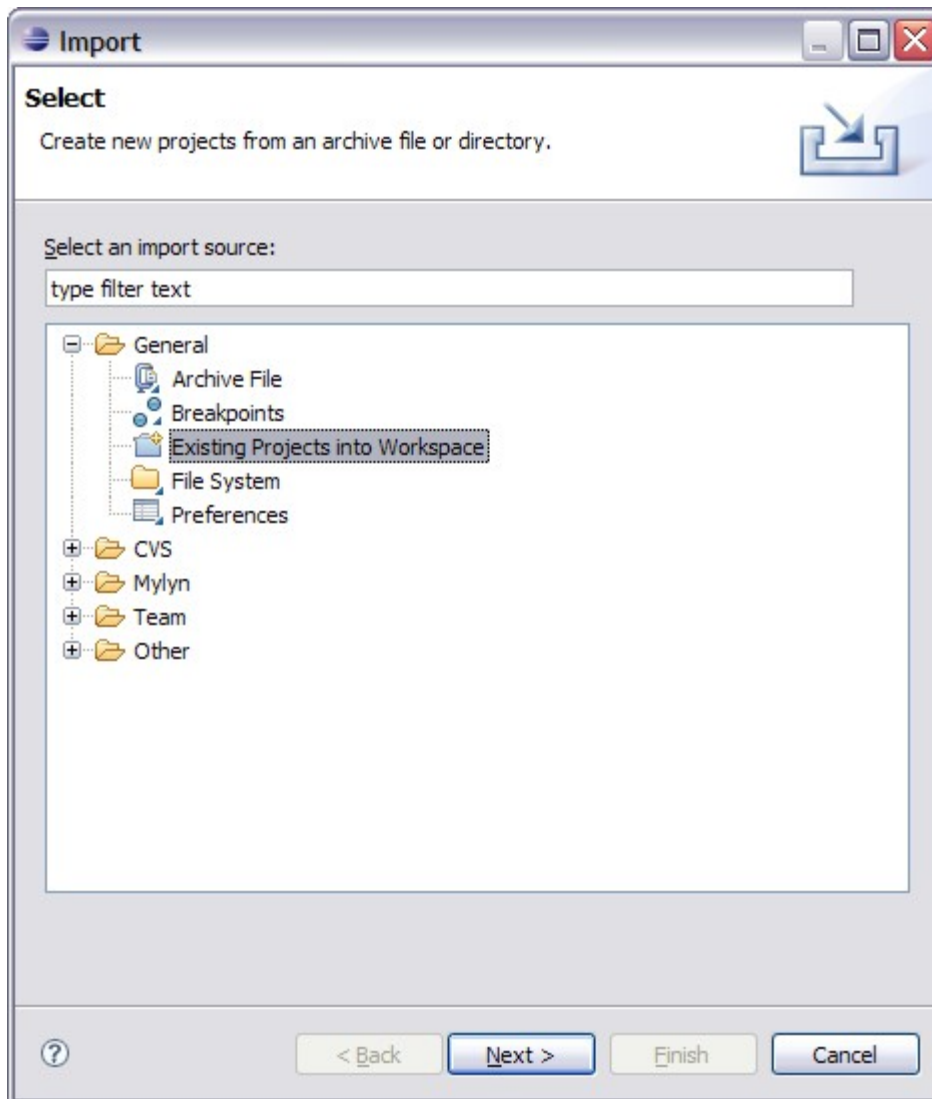 Import
Select
Create new projects from an archive file or directory.
Select an import source:
type filter text
General
Archive File
Breakpoints
Existing Projects into Workspace
File System
Preferences
CVS
Mylyn
Team
Other
? < Back Next > Finish Cancel